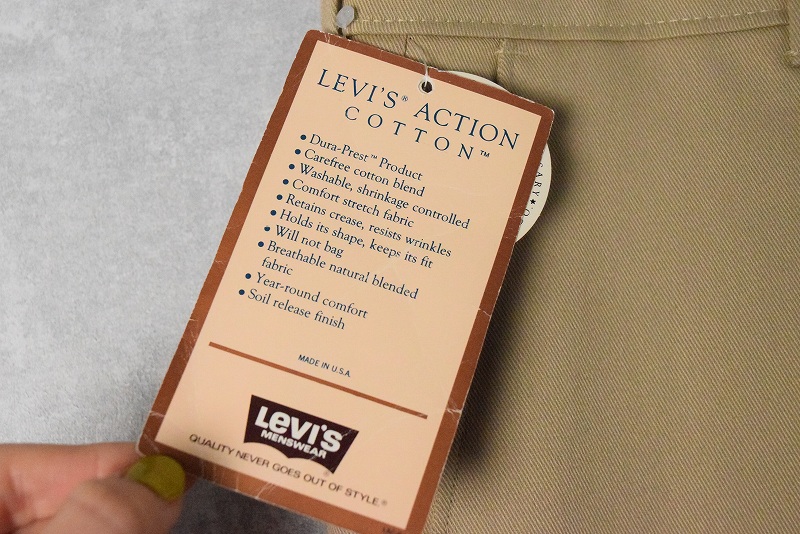 LEVI'S® ACTION
COTTON™
• Dura-Prest™ Product
• Carefree cotton blend
• Washable, shrinkage controlled
• Comfort stretch fabric
• Retains crease, resists wrinkles
• Holds its shape, keeps its fit
• Will not bag
• Breathable natural blended
fabric
• Year-round comfort
• Soil release finish
MADE IN U.S.A.
Levi's
MENSWEAR
®
QUALITY NEVER GOES OUT OF STYLE®